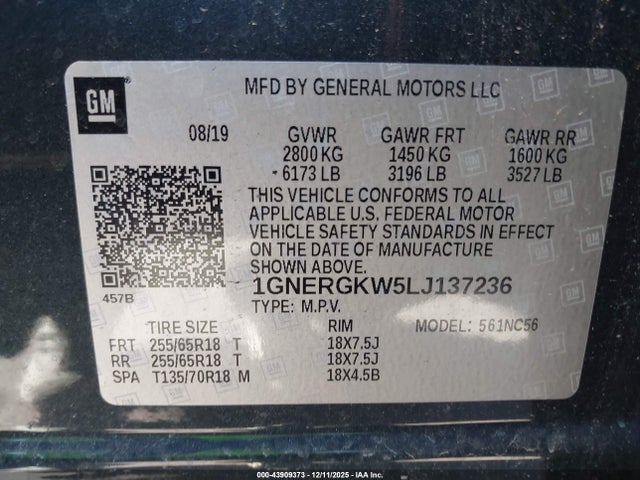 GM
MFD BY GENERAL MOTORS LLC
08/19 GVWR GAWR FRT GAWR RR
2800 KG 1450 KG 1600 KG
6173 LB 3196 LB 3527 LB
THIS VEHICLE CONFORMS TO ALL
APPLICABLE U.S. FEDERAL MOTOR
VEHICLE SAFETY STANDARDS IN EFFECT
ON THE DATE OF MANUFACTURE
SHOWN ABOVE.
457B
1GNERGKW5LJ137236
TYPE: M.P.V.
TIRE SIZE RIM MODEL: 561NC56
FRT 255/65R18 T 18X7.5J
RR 255/65R18 T 18X7.5J
SPA T135/70R18 M 18X4.5B
000-43909373 - 12/11/2025 - IAA Inc.